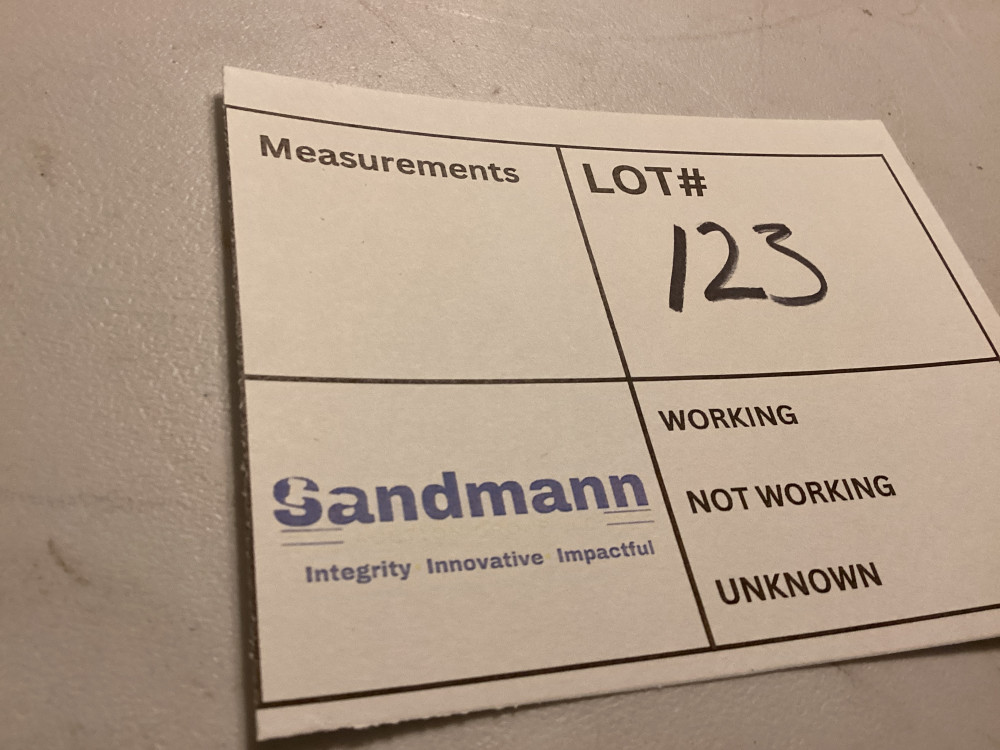 Measurements
LOT#
123
Sandmann
Integrity Innovative Impactful
WORKING
NOT WORKING
UNKNOWN